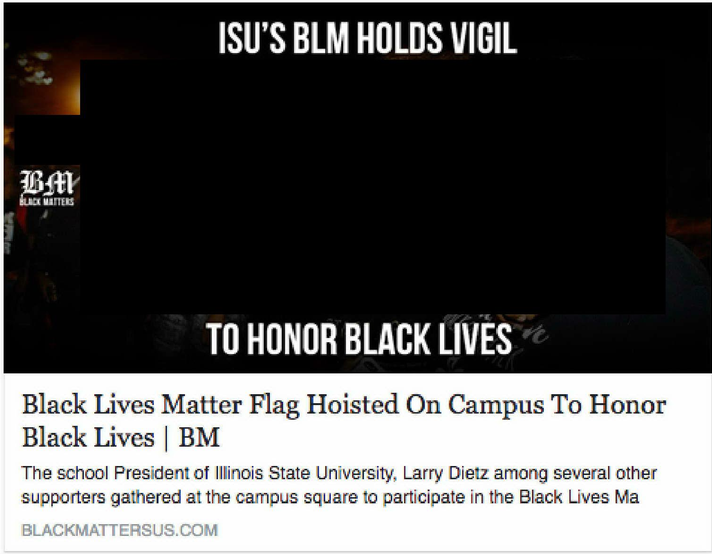 ISU'S BLM HOLDS VIGIL
BM
BLACK MATTERS
TO HONOR BLACK LIVES
Black Lives Matter Flag Hoisted On Campus To Honor
Black Lives | BM
The school President of Illinois State University, Larry Dietz among several other
supporters gathered at the campus square to participate in the Black Lives Ma
BLACKMATTERSUS.COM